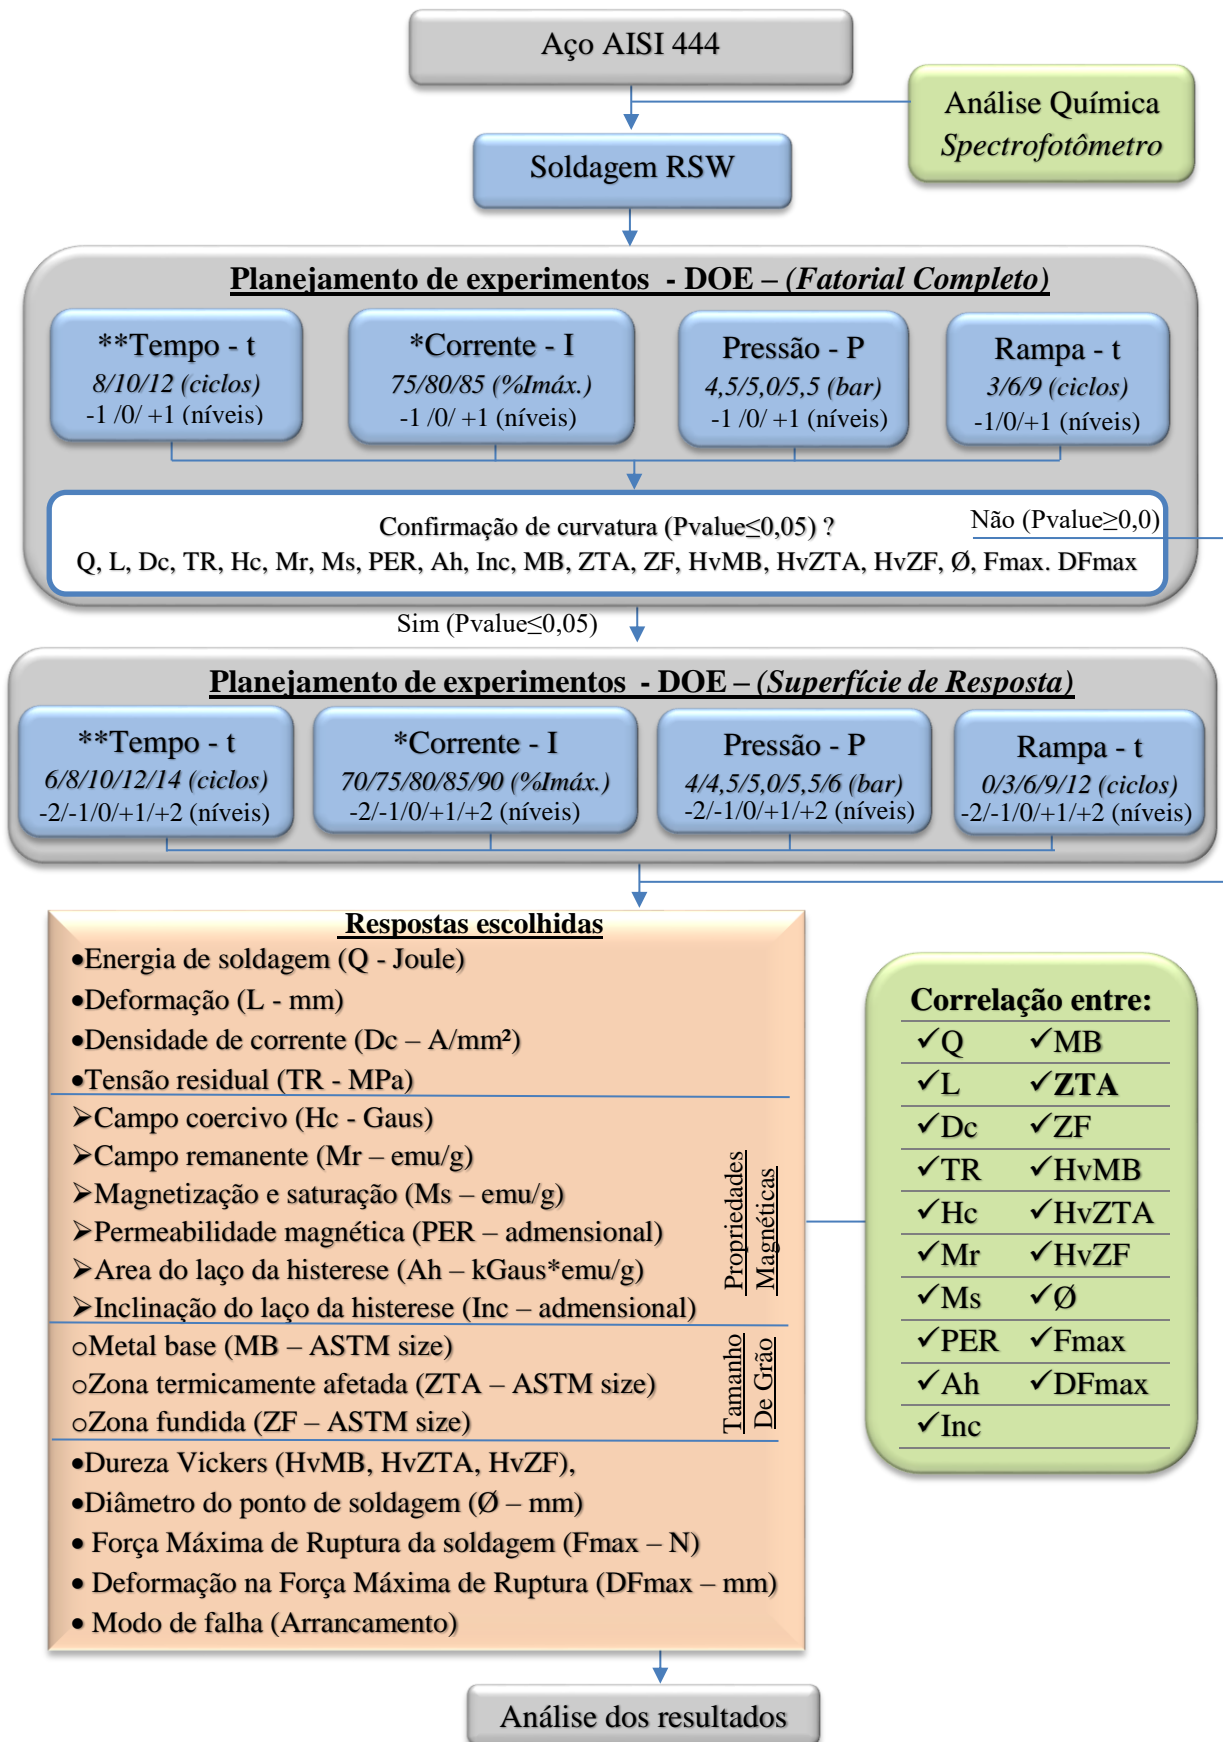 Aço AISI 444
Análise Química
Spectrofotômetro
Soldagem RSW
Planejamento de experimentos - DOE – (Fatorial Completo)
**Tempo - t
8/10/12 (ciclos)
-1 /0/ +1 (níveis)
*Corrente - I
75/80/85 (%Imáx.)
-1 /0/ +1 (níveis)
Pressão - P
4,5/5,0/5,5 (bar)
-1 /0/ +1 (níveis)
Rampa - t
3/6/9 (ciclos)
-1/0/+1 (níveis)
Confirmação de curvatura (Pvalue≤0,05) ?
Não (Pvalue≥0,0)
Q, L, Dc, TR, Hc, Mr, Ms, PER, Ah, Inc, MB, ZTA, ZF, HvMB, HvZTA, HvZF, Ø, Fmax. DFmax
Sim (Pvalue≤0,05)
Planejamento de experimentos - DOE – (Superfície de Resposta)
**Tempo - t
6/8/10/12/14 (ciclos)
-2/-1/0/+1/+2 (níveis)
*Corrente - I
70/75/80/85/90 (%Imáx.)
-2/-1/0/+1/+2 (níveis)
Pressão - P
4/4,5/5,0/5,5/6 (bar)
-2/-1/0/+1/+2 (níveis)
Rampa - t
0/3/6/9/12 (ciclos)
-2/-1/0/+1/+2 (níveis)
Respostas escolhidas
•Energia de soldagem (Q - Joule)
•Deformação (L - mm)
•Densidade de corrente (Dc – A/mm²)
•Tensão residual (TR - MPa)
➢Campo coercivo (Hc - Gaus)
➢Campo remanente (Mr – emu/g)
➢Magnetização e saturação (Ms – emu/g)
➢Permeabilidade magnética (PER – admensional)
➢Area do laço da histerese (Ah – kGaus*emu/g)
➢Inclinação do laço da histerese (Inc – admensional)
Propriedades
Magnéticas
oMetal base (MB – ASTM size)
oZona termicamente afetada (ZTA – ASTM size)
oZona fundida (ZF – ASTM size)
Tamanho
De Grão
•Dureza Vickers (HvMB, HvZTA, HvZF),
•Diâmetro do ponto de soldagem (Ø – mm)
• Força Máxima de Ruptura da soldagem (Fmax – N)
• Deformação na Força Máxima de Ruptura (DFmax – mm)
• Modo de falha (Arrancamento)
Correlação entre:
✓Q ✓MB
✓L ✓ZTA
✓Dc ✓ZF
✓TR ✓HvMB
✓Hc ✓HvZTA
✓Mr ✓HvZF
✓Ms ✓Ø
✓PER ✓Fmax
✓Ah ✓DFmax
✓Inc
Análise dos resultados